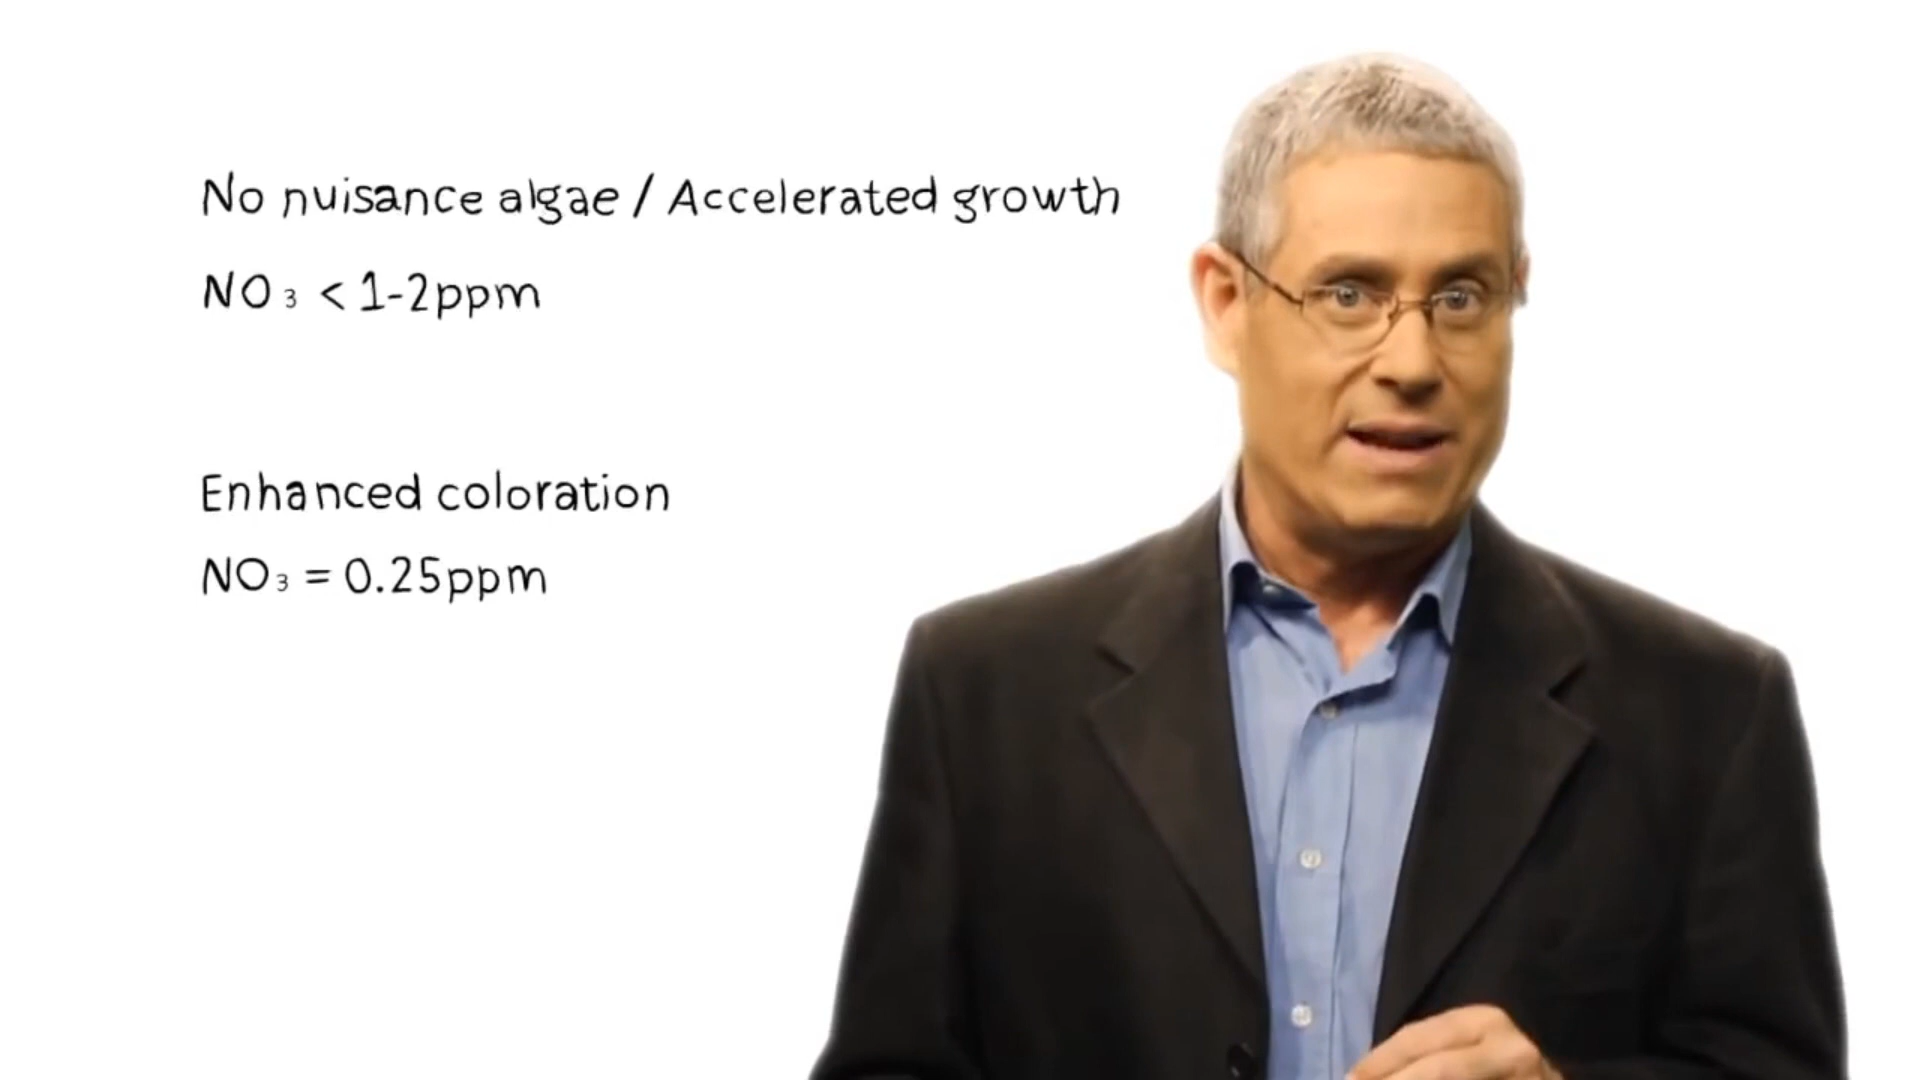 No nuisance algae / Accelerated growth
NO₃ < 1-2ppm
Enhanced coloration
NO₃ = 0.25ppm